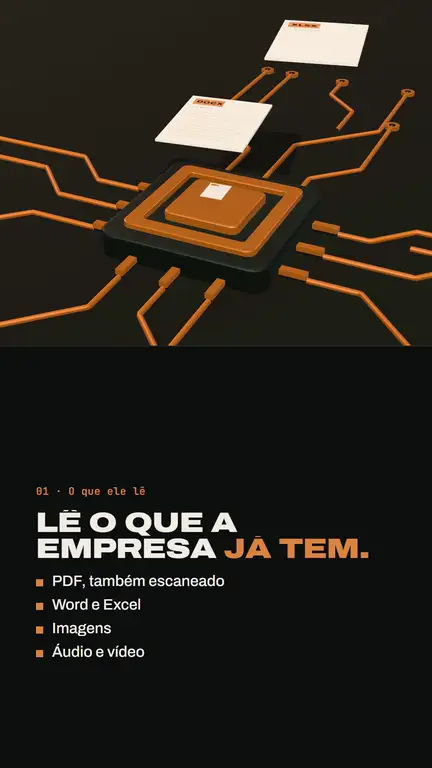 XLSX
DOCX
01 · O que ele lê
LÊ O QUE A
EMPRESA JÁ TEM.
PDF, também escaneado
Word e Excel
Imagens
Áudio e vídeo